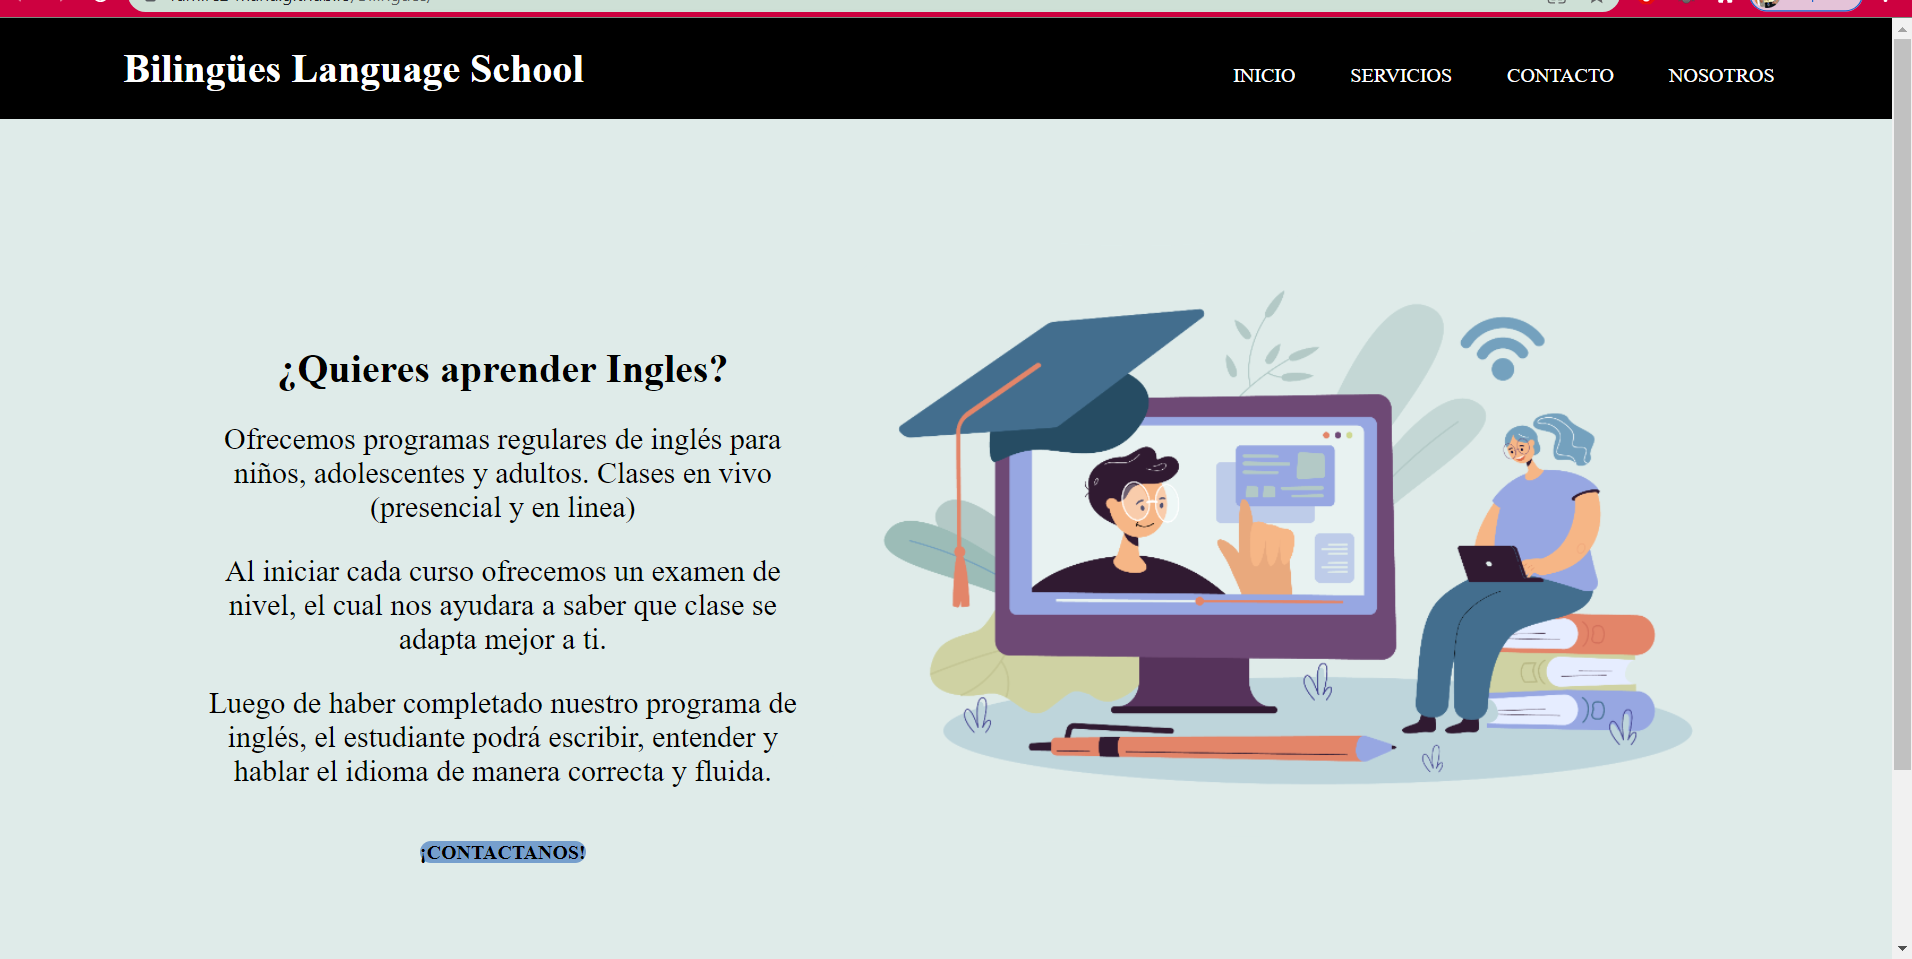 Bilingües Language School
INICIO SERVICIOS CONTACTO NOSOTROS
¿Quieres aprender Ingles?
Ofrecemos programas regulares de inglés para
niños, adolescentes y adultos. Clases en vivo
(presencial y en linea)
Al iniciar cada curso ofrecemos un examen de
nivel, el cual nos ayudara a saber que clase se
adapta mejor a ti.
Luego de haber completado nuestro programa de
inglés, el estudiante podrá escribir, entender y
hablar el idioma de manera correcta y fluida.
¡CONTACTANOS!